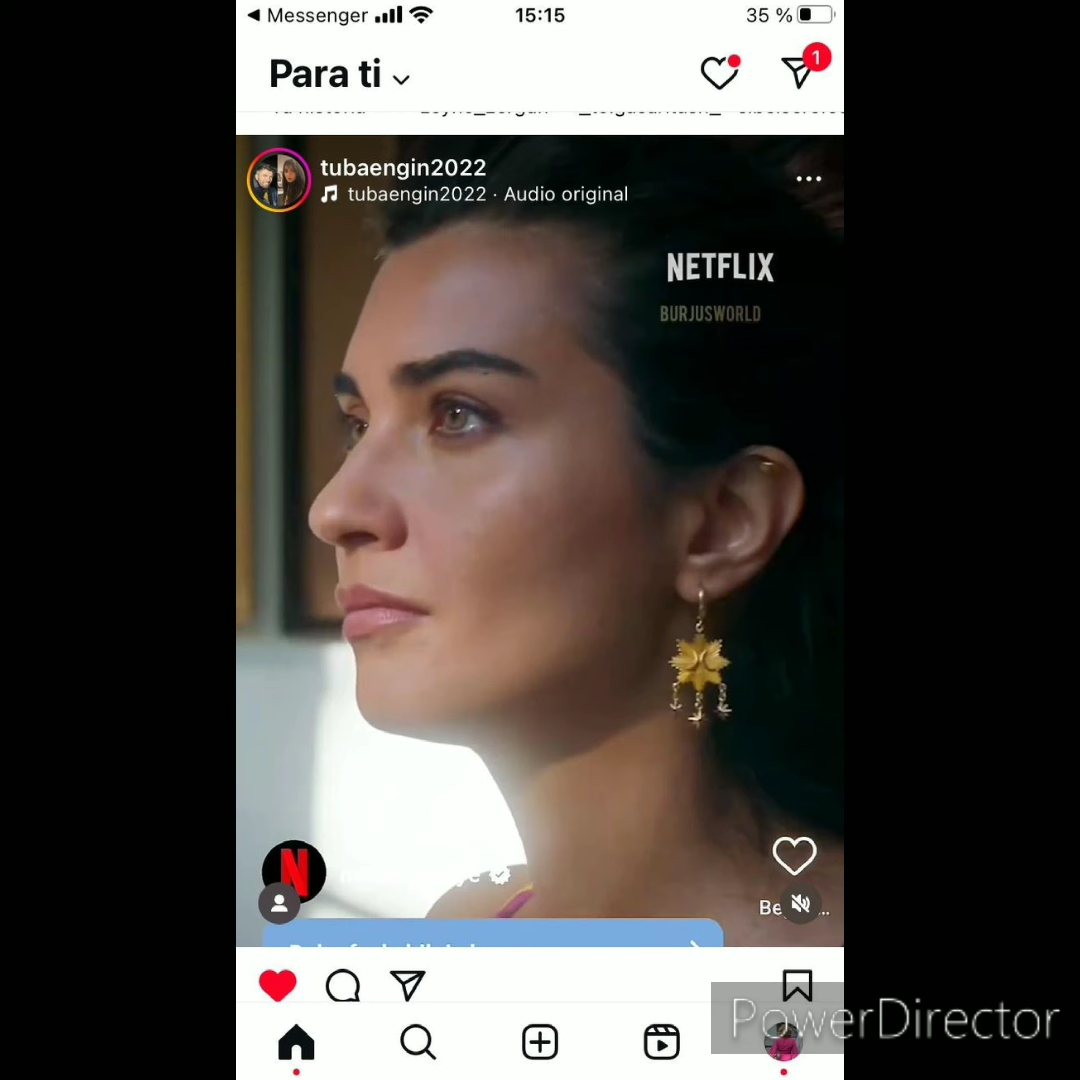 Messenger
15:15
35 %
Para ti
1
tubaengin2022
tubaengin2022 · Audio original
NETFLIX
BURJUSWORLD
N
PowerDirector